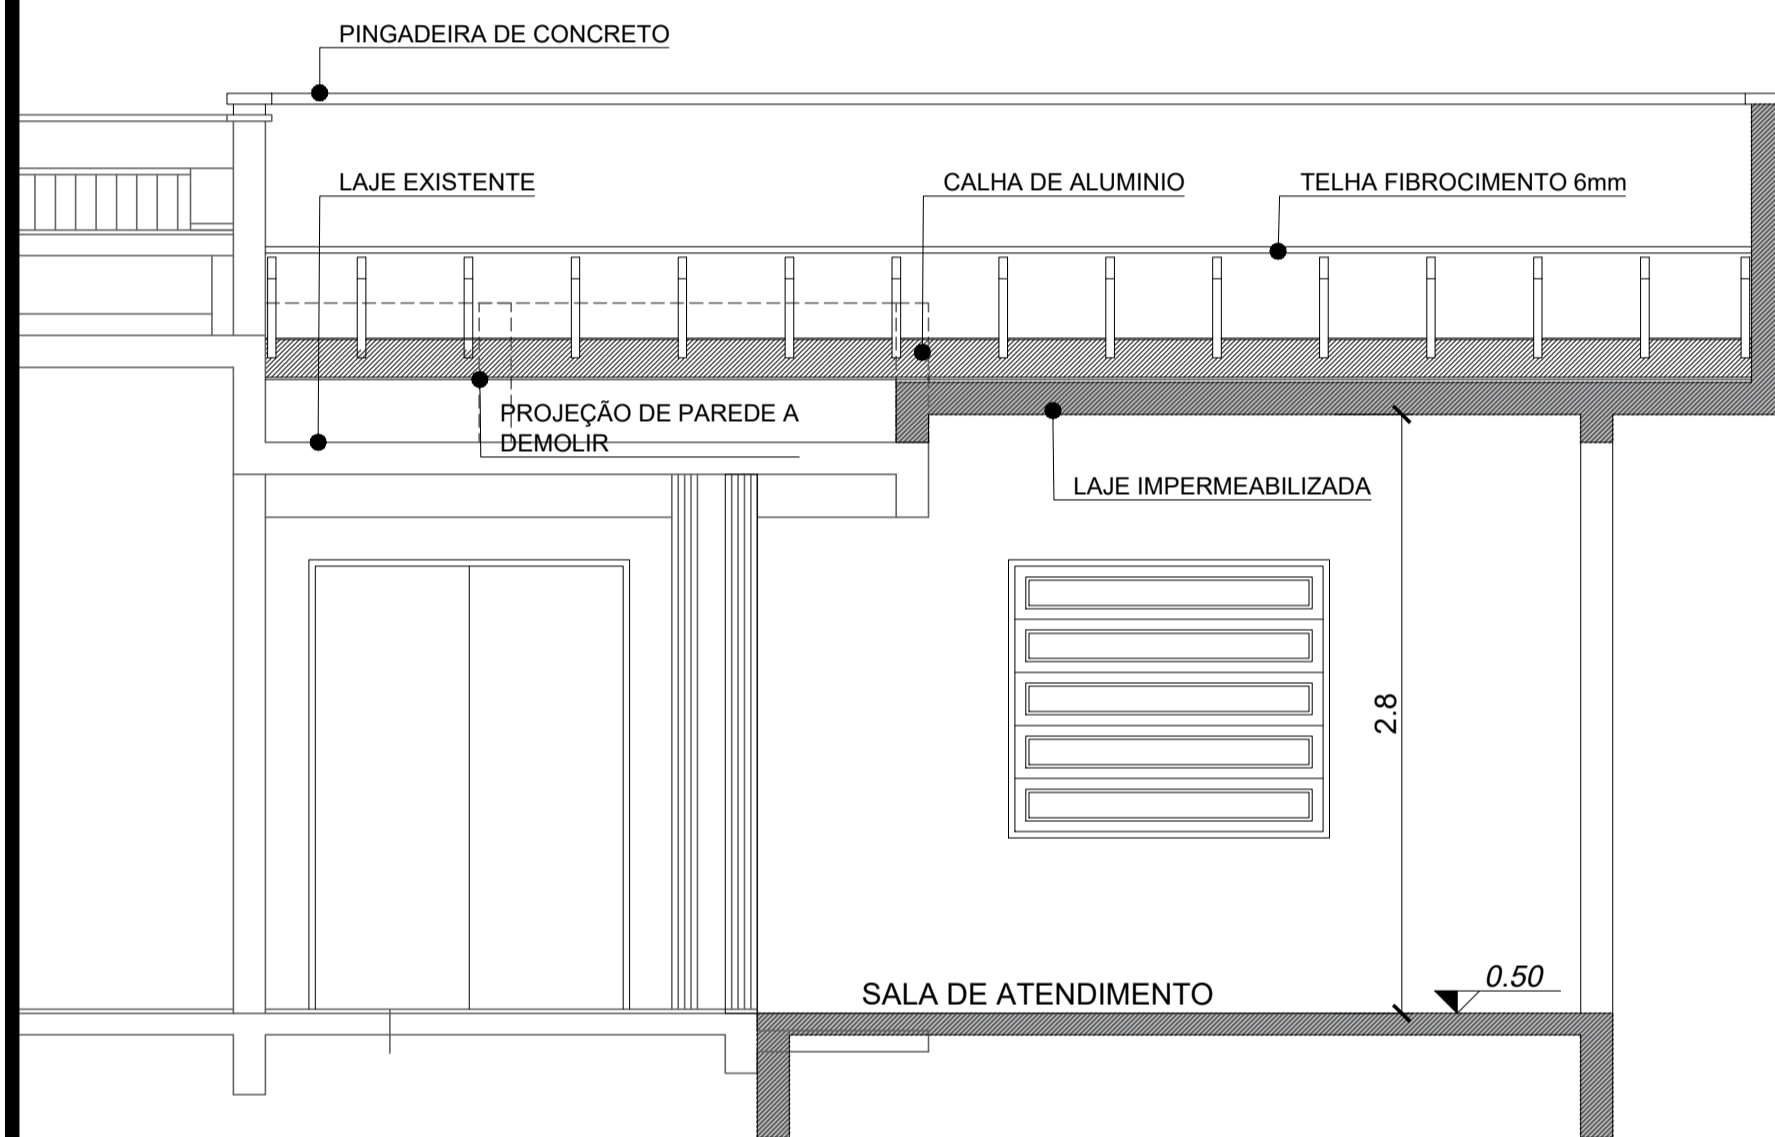 PINGADEIRA DE CONCRETO
LAJE EXISTENTE
CALHA DE ALUMINIO
TELHA FIBROCIMENTO 6mm
PROJEÇÃO DE PAREDE A
DEMOLIR
LAJE IMPERMEABILIZADA
2.8
SALA DE ATENDIMENTO
0.50